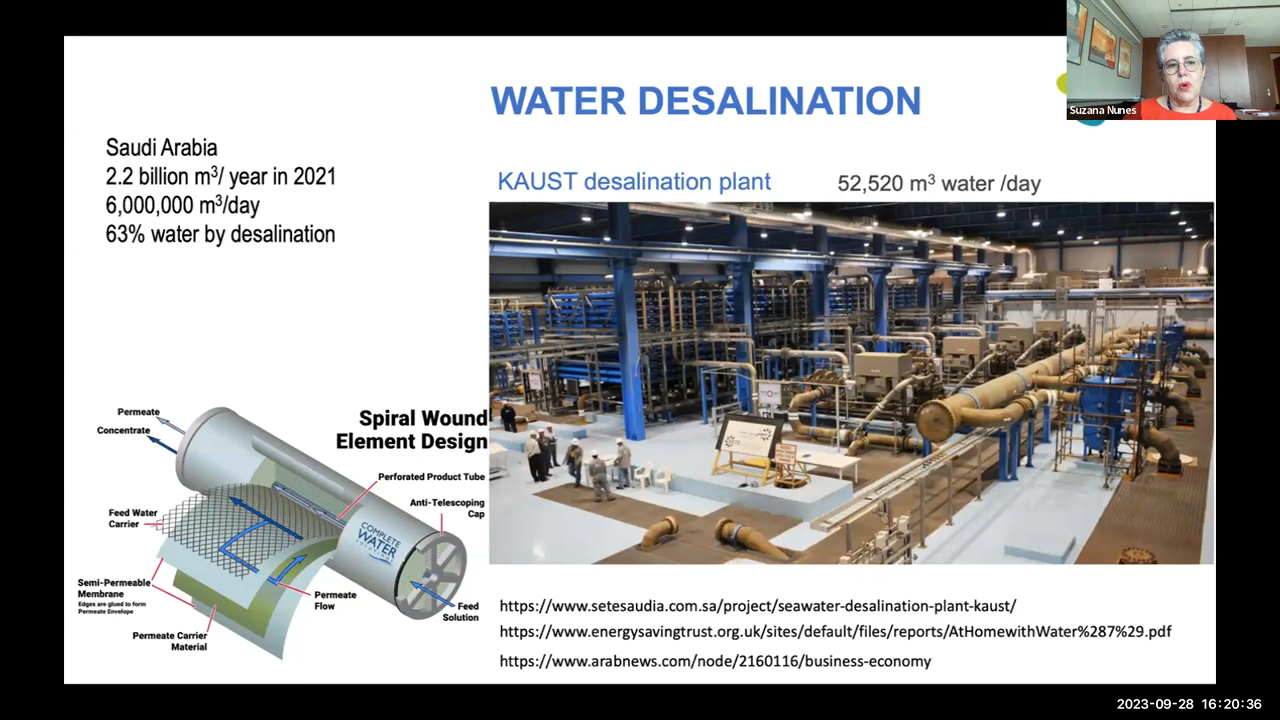 WATER DESALINATION
Suzana Nunes
Saudi Arabia
2.2 billion m³/ year in 2021
6,000,000 m³/day
63% water by desalination
KAUST desalination plant
52,520 m³ water /day
Spiral Wound
Element Design
Permeate
Concentrate
Perforated Product Tube
Anti-Telescoping
Cap
Feed Water
Carrier
COMPLETE
WATER
Semi-Permeable
Membrane
Edges are glued to form
Permeate Envelope
Permeate
Flow
Feed
Solution
Permeate Carrier
Material
https://www.setesaudia.com.sa/project/seawater-desalination-plant-kaust/
https://www.energysavingtrust.org.uk/sites/default/files/reports/AtHomewithWater%287%29.pdf
https://www.arabnews.com/node/2160116/business-economy
2023-09-28 16:20:36